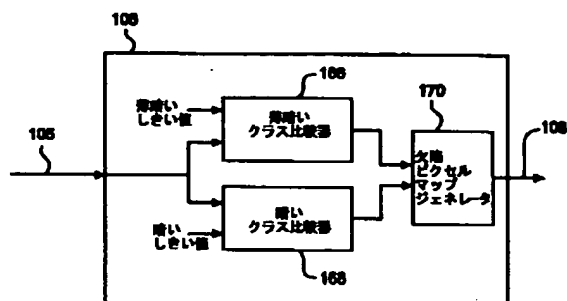 106
166
薄暗い
しきい値
薄暗い
クラス比較器
170
105
108
欠陥
ピクセル
マップ
ジェネレータ
暗い
しきい値
暗い
クラス比較器
168